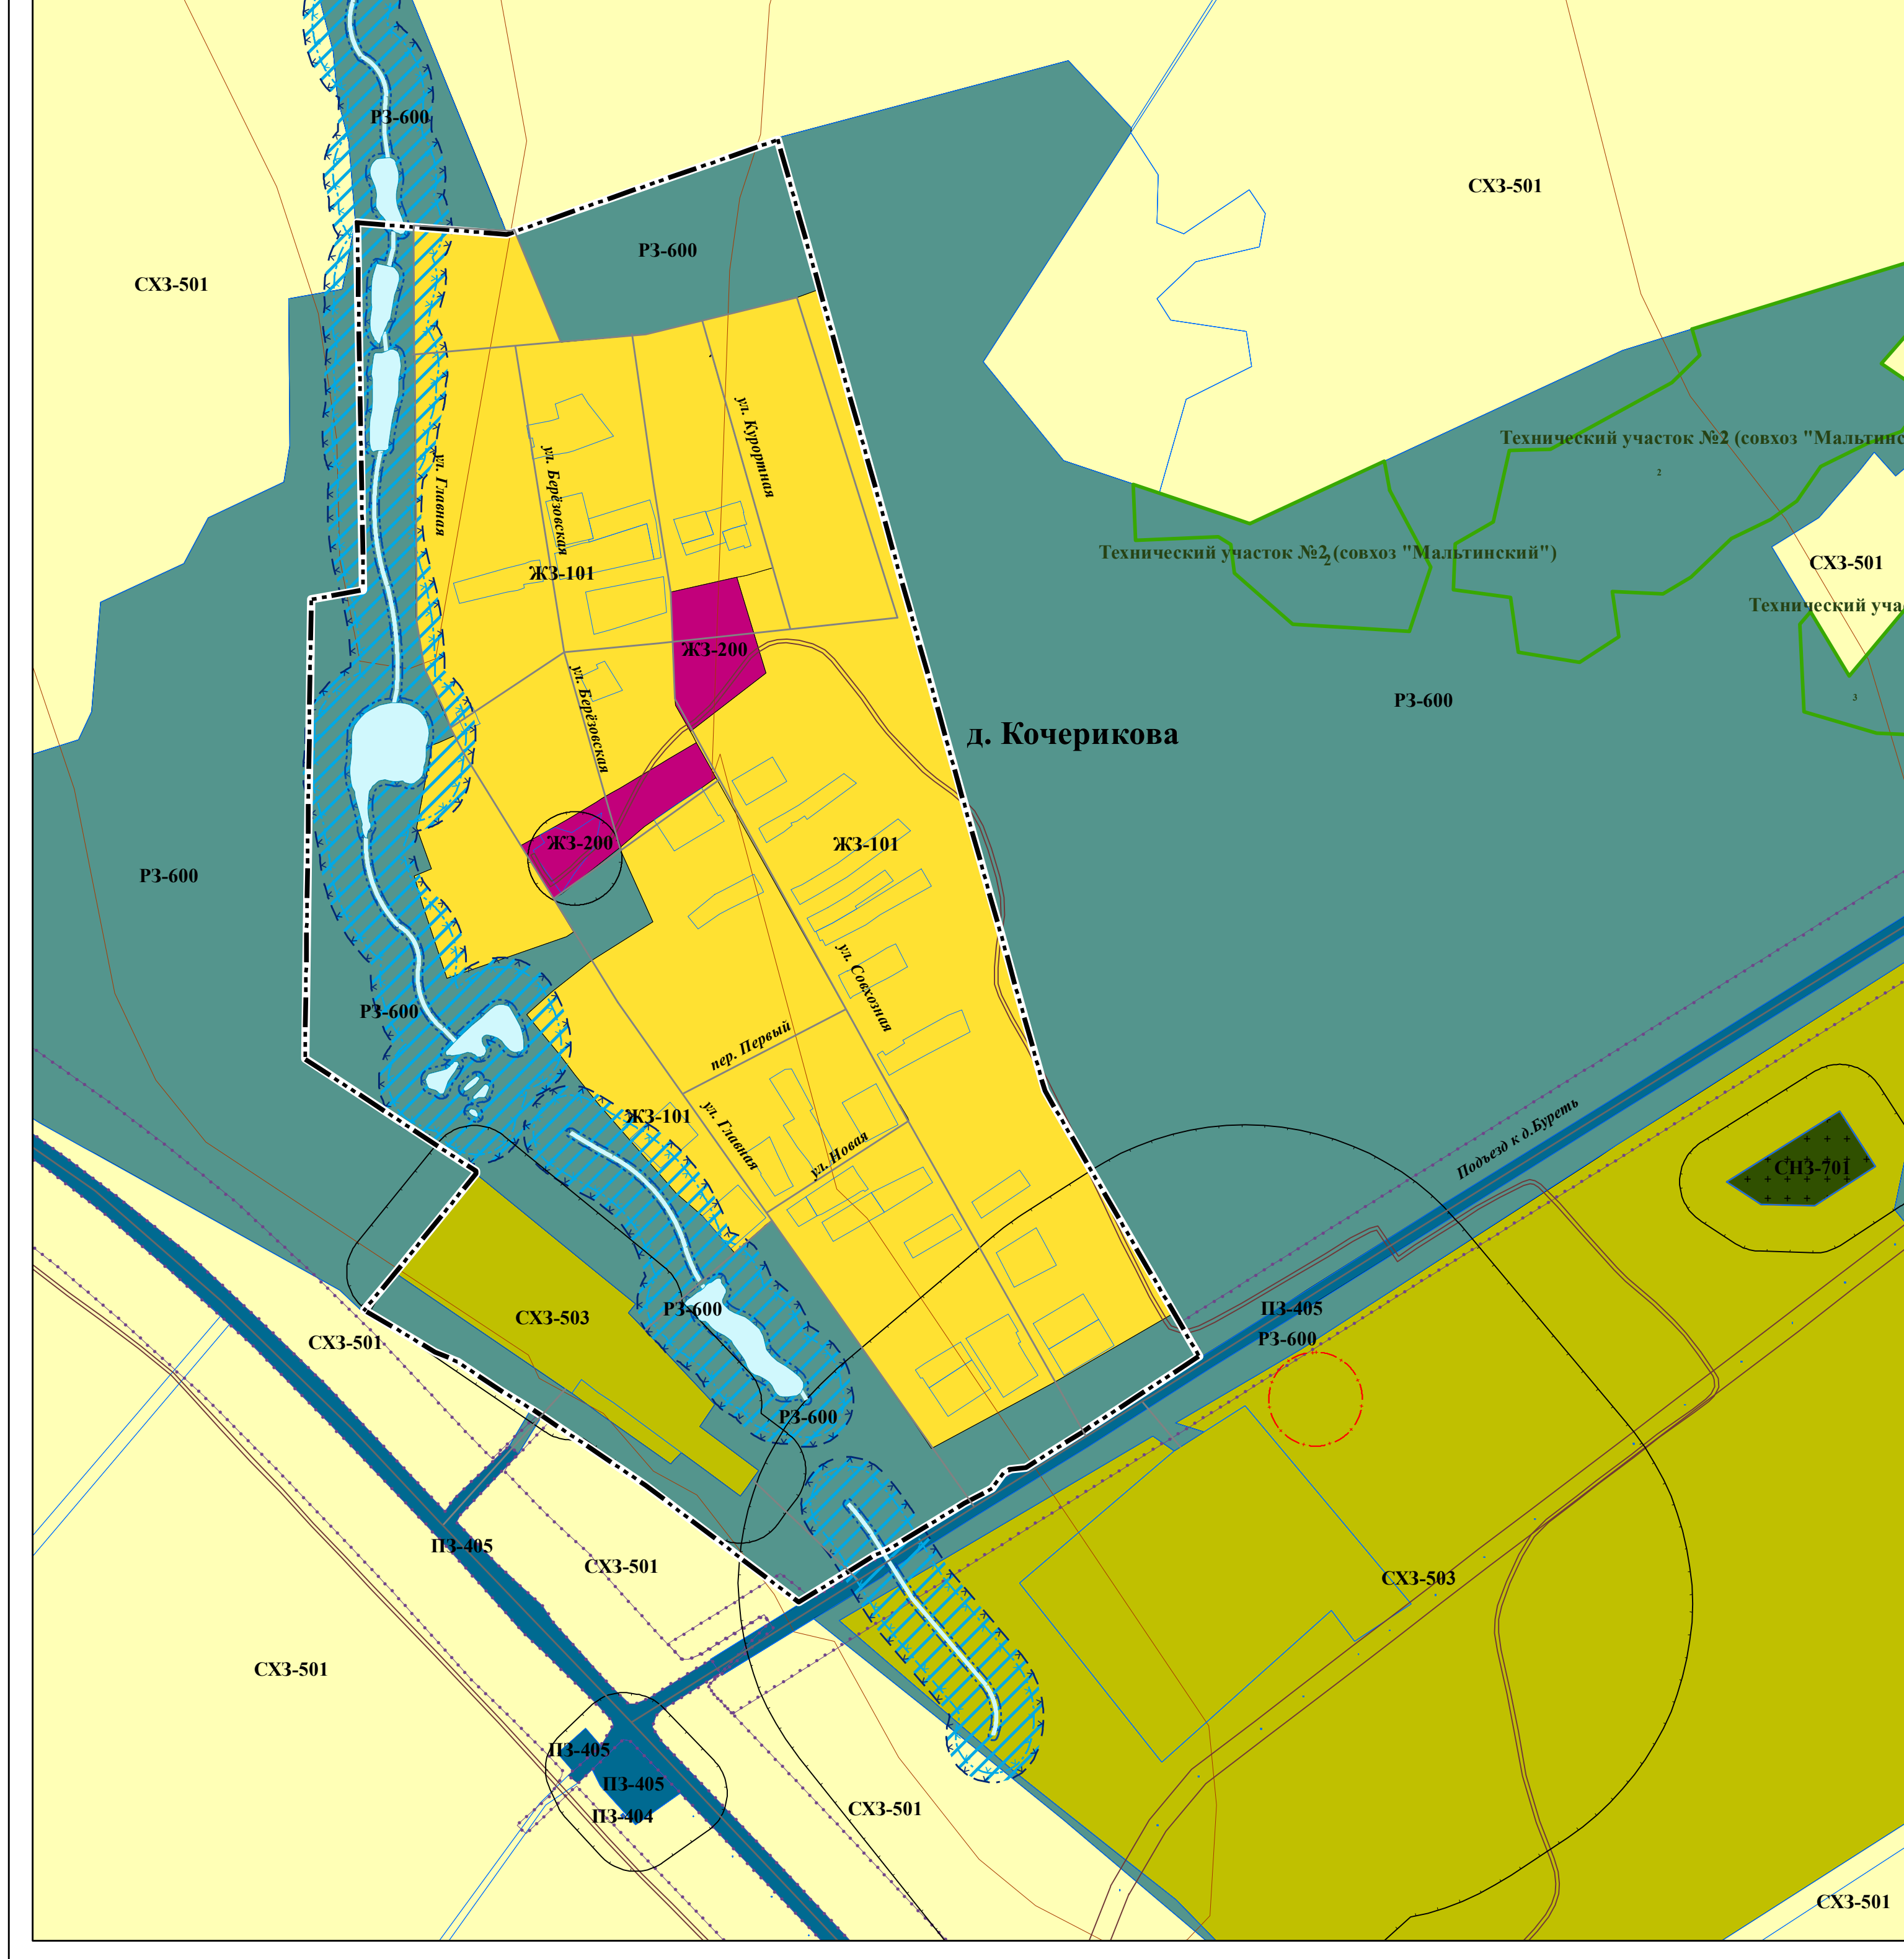 РЗ-600
СХЗ-501
РЗ-600
СХЗ-501
Технический участок №2 (совхоз "Мальтинс
2
ул. Курортная
ул. Главная
ул. Берёзовская
Технический участок №2 (совхоз "Мальтинский")
2
СХЗ-501
ЖЗ-101
Технический уча
ЖЗ-200
РЗ-600
3
ул. Берёзовская
д. Кочерикова
ЖЗ-200
ЖЗ-101
РЗ-600
ул. Совхозная
РЗ-600
пер. Первый
ЖЗ-101
ул. Главная
ул. Новая
Подъезд к д.Буреть
СНЗ-701
РЗ-600
ПЗ-405
СХЗ-503
РЗ-600
СХЗ-501
РЗ-600
ПЗ-405
СХЗ-501
СХЗ-503
СХЗ-501
ПЗ-405
ПЗ-405
СХЗ-501
ПЗ-404
СХЗ-501